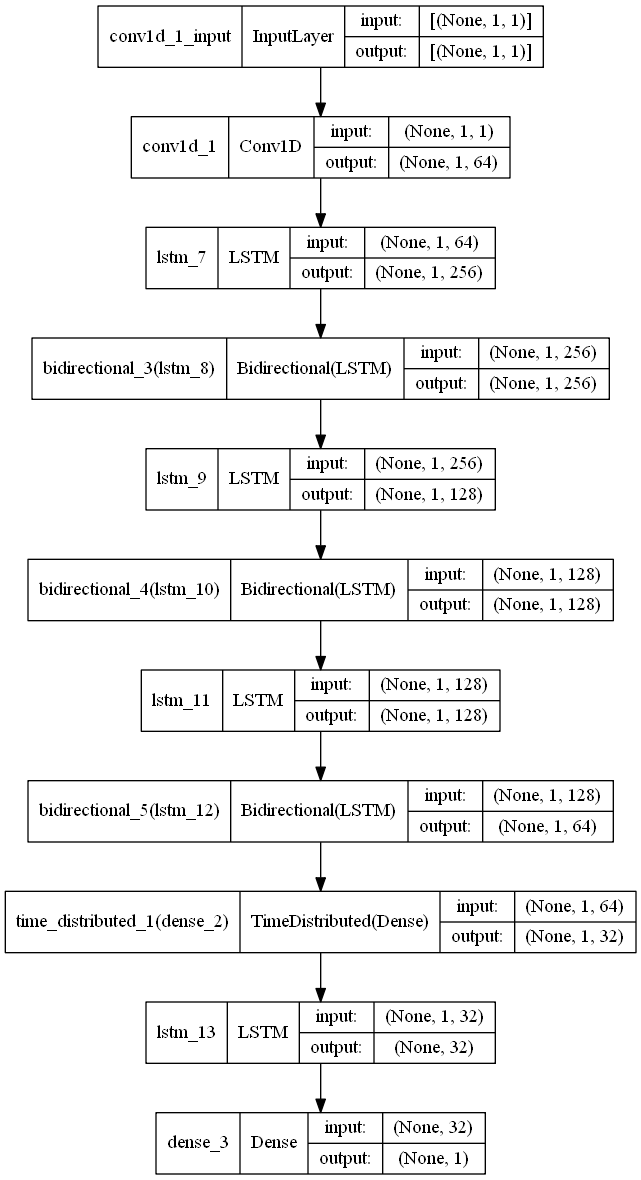 conv1d_1_input InputLayer input: [(None, 1, 1)]
output: [(None, 1, 1)]
conv1d_1 Conv1D input: (None, 1, 1)
output: (None, 1, 64)
lstm_7 LSTM input: (None, 1, 64)
output: (None, 1, 256)
bidirectional_3(lstm_8) Bidirectional(LSTM) input: (None, 1, 256)
output: (None, 1, 256)
lstm_9 LSTM input: (None, 1, 256)
output: (None, 1, 128)
bidirectional_4(lstm_10) Bidirectional(LSTM) input: (None, 1, 128)
output: (None, 1, 128)
lstm_11 LSTM input: (None, 1, 128)
output: (None, 1, 128)
bidirectional_5(lstm_12) Bidirectional(LSTM) input: (None, 1, 128)
output: (None, 1, 64)
time_distributed_1(dense_2) TimeDistributed(Dense) input: (None, 1, 64)
output: (None, 1, 32)
lstm_13 LSTM input: (None, 1, 32)
output: (None, 32)
dense_3 Dense input: (None, 32)
output: (None, 1)